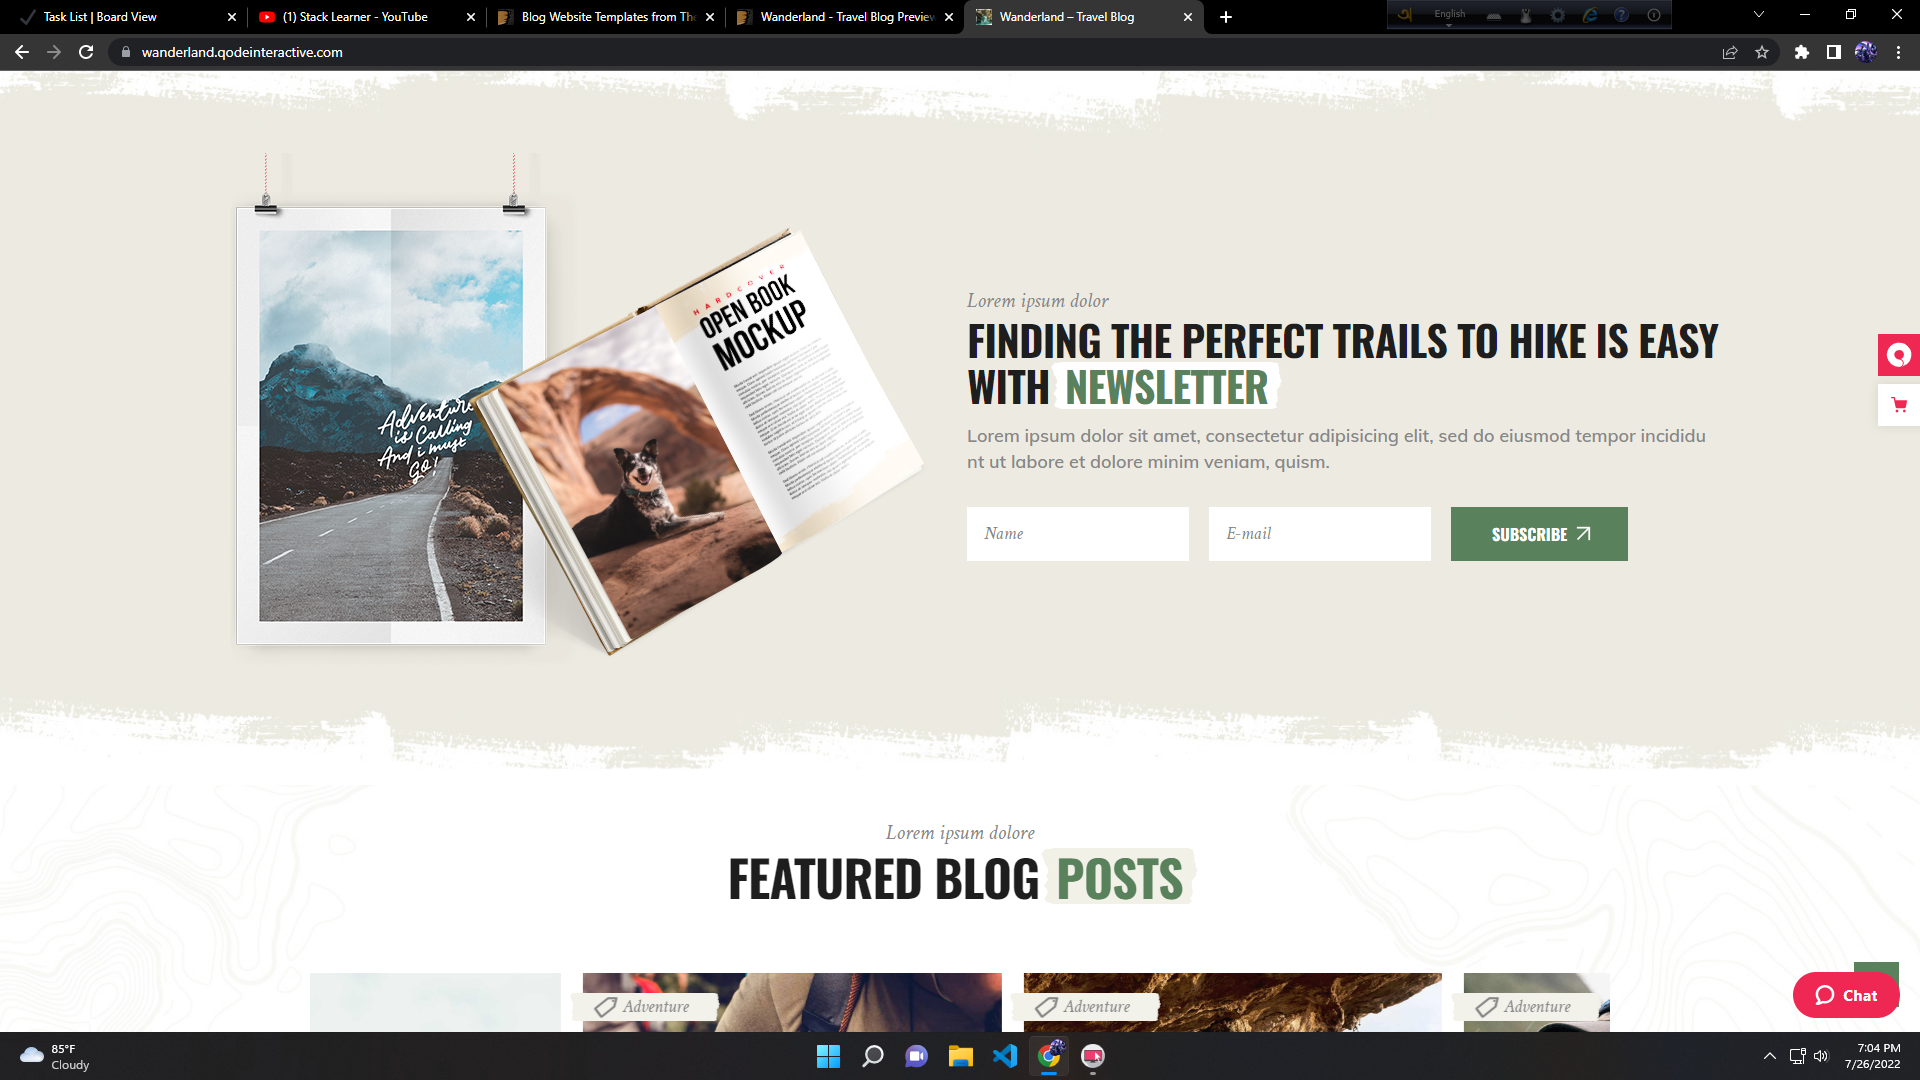 Task List | Board View
(1) Stack Learner - YouTube
Blog Website Templates from The
Wanderland - Travel Blog Preview
Wanderland – Travel Blog
English
wanderland.qodeinteractive.com
Adventure
is Calling
And i must
GO!
HARDCOVER
OPEN BOOK
MOCKUP
Lorem ipsum dolor
FINDING THE PERFECT TRAILS TO HIKE IS EASY
WITH NEWSLETTER
Lorem ipsum dolor sit amet, consectetur adipisicing elit, sed do eiusmod tempor incididu
nt ut labore et dolore minim veniam, quism.
Name
E-mail
SUBSCRIBE
Lorem ipsum dolore
FEATURED BLOG POSTS
Adventure
Adventure
Adventure
Chat
85°F
Cloudy
7:04 PM
7/26/2022